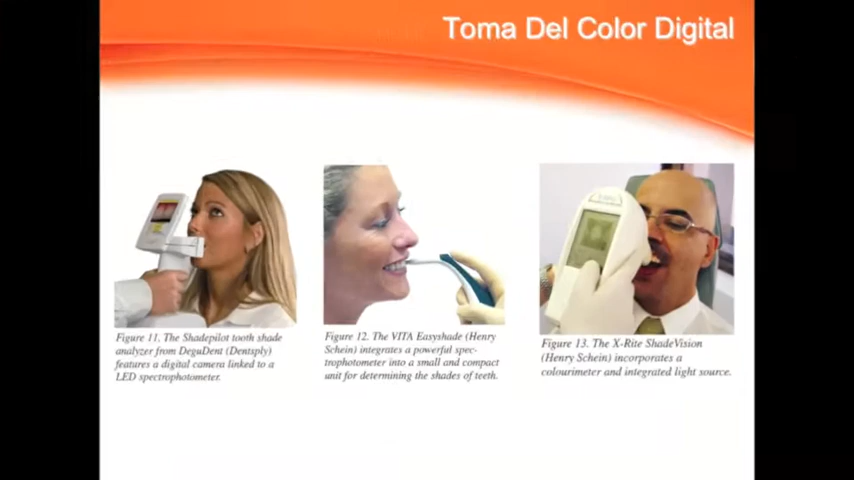 Toma Del Color Digital
Figure 11. The Shadepilot tooth shade
analyzer from DeguDent (Dentsply)
features a digital camera linked to a
LED spectrophotometer.
Figure 12. The VITA Easyshade (Henry
Schein) integrates a powerful spec-
trophotometer into a small and compact
unit for determining the shades of teeth.
Figure 13. The X-Rite ShadeVision
(Henry Schein) incorporates a
colourimeter and integrated light source.